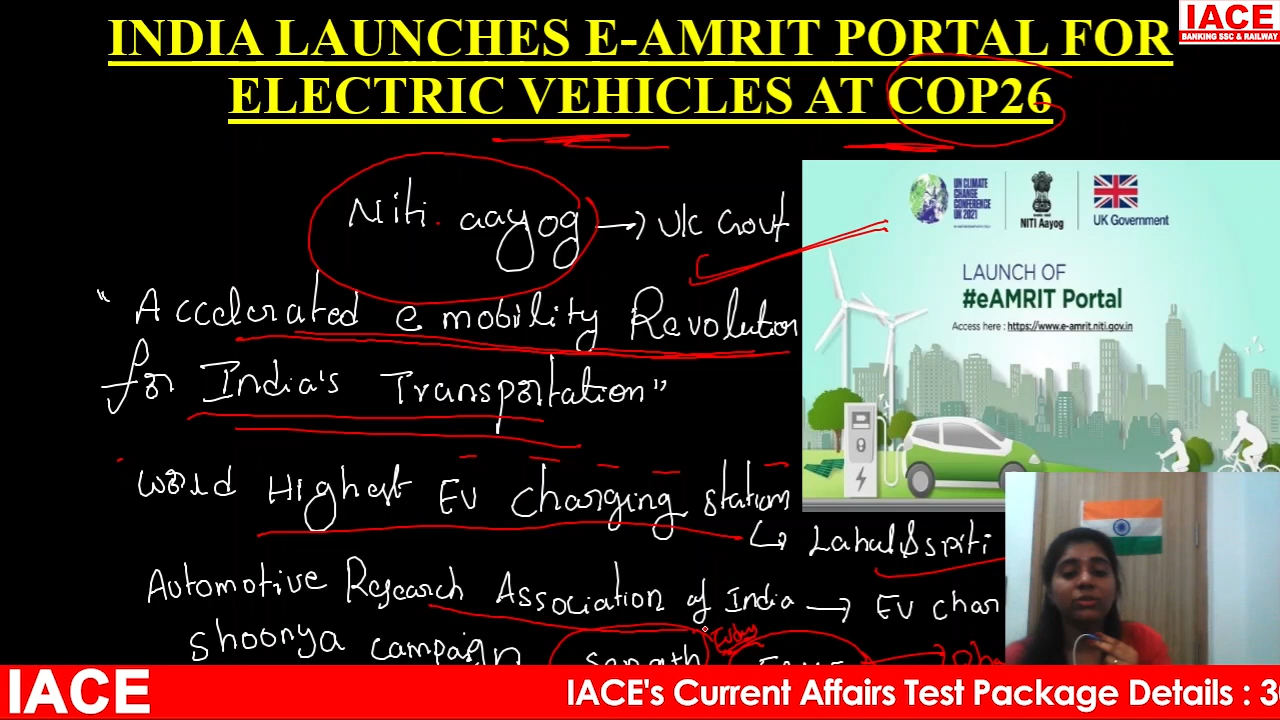 INDIA LAUNCHES E-AMRIT PORTAL FOR
ELECTRIC VEHICLES AT COP26
IACE
BANKING SSC & RAILWAY
Niti aayog → UK Govt
"Accelerated e mobility Revolution
for India's Transportation"
World Highest EV Charging station
↳ Lahul & spiti
Automotive Research Association of India → EV char
Shoonya campaign
UN CLIMATE
CHANGE
CONFERENCE
UK 2021
NITI Aayog
UK Government
LAUNCH OF
#eAMRIT Portal
Access here : https://www.e-amrit.niti.gov.in
IACE
IACE's Current Affairs Test Package Details : 3